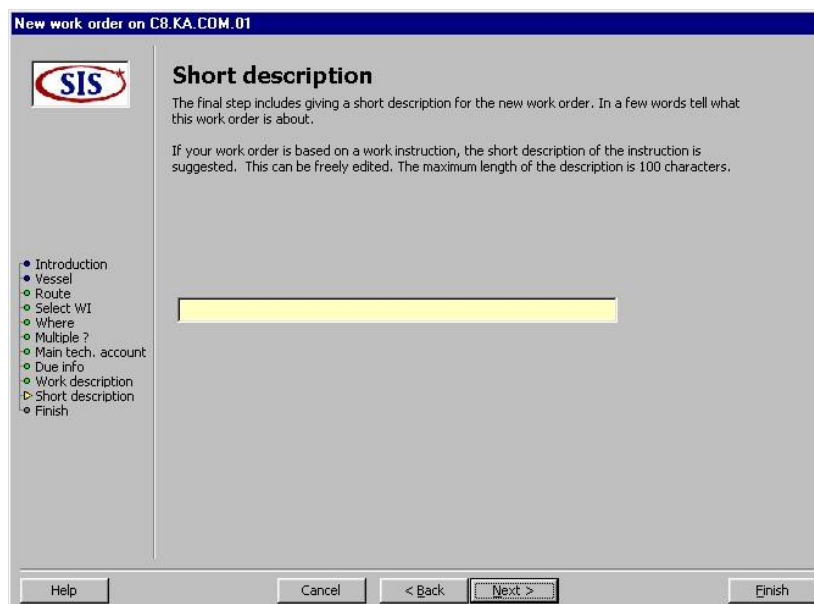 New work order on C8.KA.COM.01
SIS
Short description
The final step includes giving a short description for the new work order. In a few words tell what
this work order is about.
If your work order is based on a work instruction, the short description of the instruction is
suggested.  This can be freely edited. The maximum length of the description is 100 characters.
Introduction
Vessel
Route
Select WI
Where
Multiple ?
Main tech. account
Due info
Work description
Short description
Finish
Help
Cancel
< Back
Next >
Finish